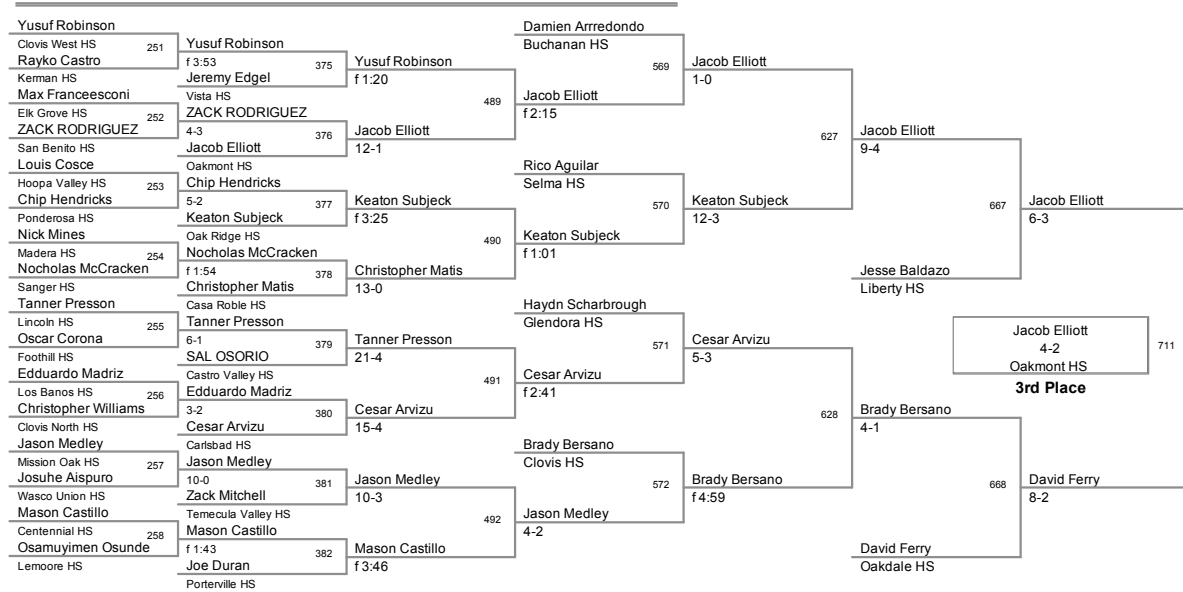 Yusuf Robinson
Clovis West HS
251
Rayko Castro
Kerman HS
Max Franceesconi
Elk Grove HS
252
ZACK RODRIGUEZ
San Benito HS
Louis Cosce
Hoopa Valley HS
253
Chip Hendricks
Ponderosa HS
Nick Mines
Madera HS
254
Nocholas McCracken
Sanger HS
Tanner Presson
Lincoln HS
255
Oscar Corona
Foothill HS
Edduardo Madriz
Los Banos HS
256
Christopher Williams
Clovis North HS
Jason Medley
Mission Oak HS
257
Josuhe Aispuro
Wasco Union HS
Mason Castillo
Centennial HS
258
Osamuyimen Osunde
Lemoore HS
Yusuf Robinson
f 3:53
375
Jeremy Edgel
Vista HS
ZACK RODRIGUEZ
4-3
376
Jacob Elliott
Oakmont HS
Chip Hendricks
5-2
377
Keaton Subjeck
Oak Ridge HS
Nocholas McCracken
f 1:54
378
Christopher Matis
Casa Roble HS
Tanner Presson
6-1
379
SAL OSORIO
Castro Valley HS
Edduardo Madriz
3-2
380
Cesar Arvizu
Carlsbad HS
Jason Medley
10-0
381
Zack Mitchell
Temecula Valley HS
Mason Castillo
f 1:43
382
Joe Duran
Porterville HS
Yusuf Robinson
f 1:20
489
Jacob Elliott
12-1
Keaton Subjeck
f 3:25
490
Christopher Matis
13-0
Tanner Presson
21-4
491
Cesar Arvizu
15-4
Jason Medley
10-3
492
Mason Castillo
f 3:46
Damien Arrredondo
Buchanan HS
569
Jacob Elliott
f 2:15
Rico Aguilar
Selma HS
570
Keaton Subjeck
f 1:01
Haydn Scharbrough
Glendora HS
571
Cesar Arvizu
f 2:41
Brady Bersano
Clovis HS
572
Jason Medley
4-2
Jacob Elliott
1-0
627
Keaton Subjeck
12-3
Cesar Arvizu
5-3
628
Brady Bersano
f 4:59
Jacob Elliott
9-4
667
Jesse Baldazo
Liberty HS
Brady Bersano
4-1
668
David Ferry
Oakdale HS
Jacob Elliott
6-3
Jacob Elliott
4-2
711
Oakmont HS
3rd Place
David Ferry
8-2